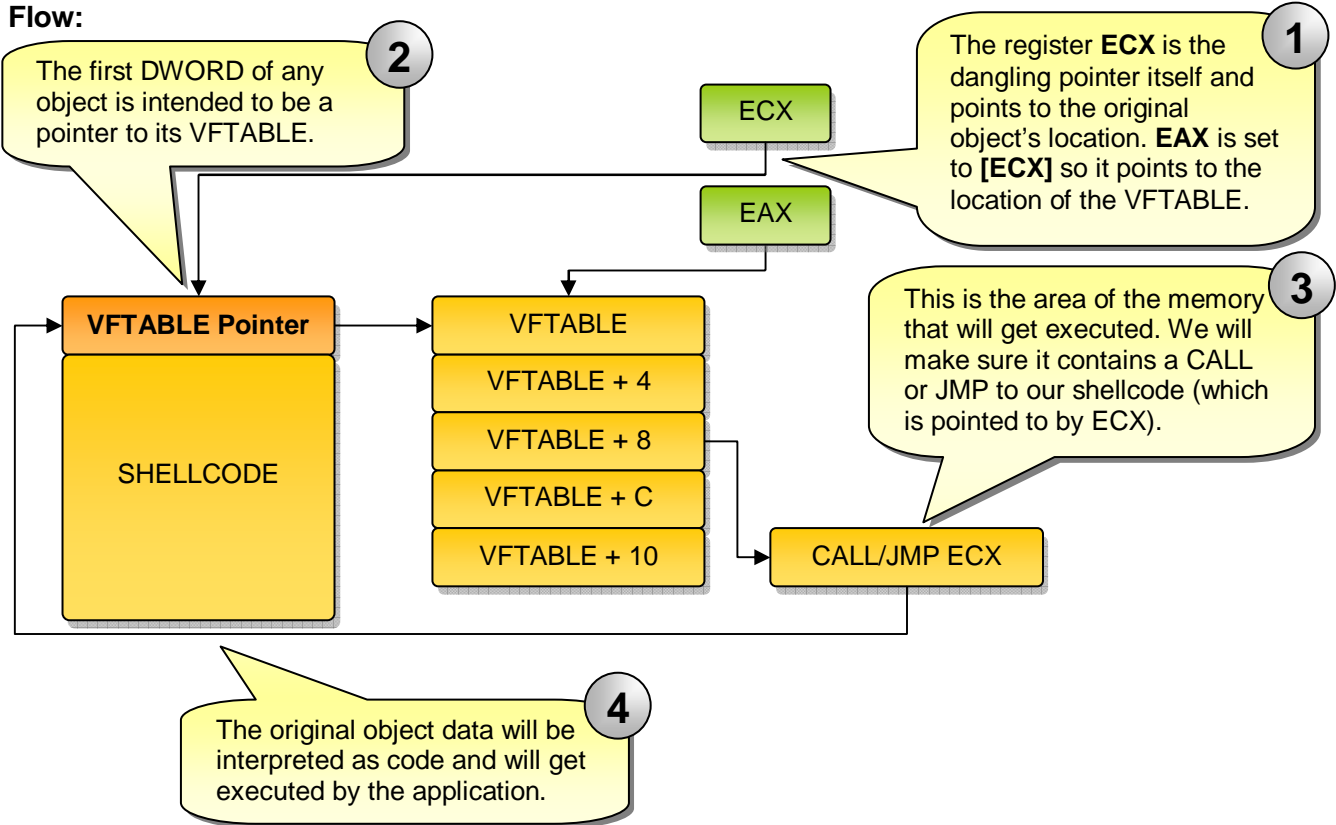 Flow:
2
The first DWORD of any
object is intended to be a
pointer to its VFTABLE.
ECX
EAX
1
The register ECX is the
dangling pointer itself and
points to the original
object's location. EAX is set
to [ECX] so it points to the
location of the VFTABLE.
VFTABLE Pointer
SHELLCODE
VFTABLE
VFTABLE + 4
VFTABLE + 8
VFTABLE + C
VFTABLE + 10
3
This is the area of the memory
that will get executed. We will
make sure it contains a CALL
or JMP to our shellcode (which
is pointed to by ECX).
CALL/JMP ECX
4
The original object data will be
interpreted as code and will get
executed by the application.